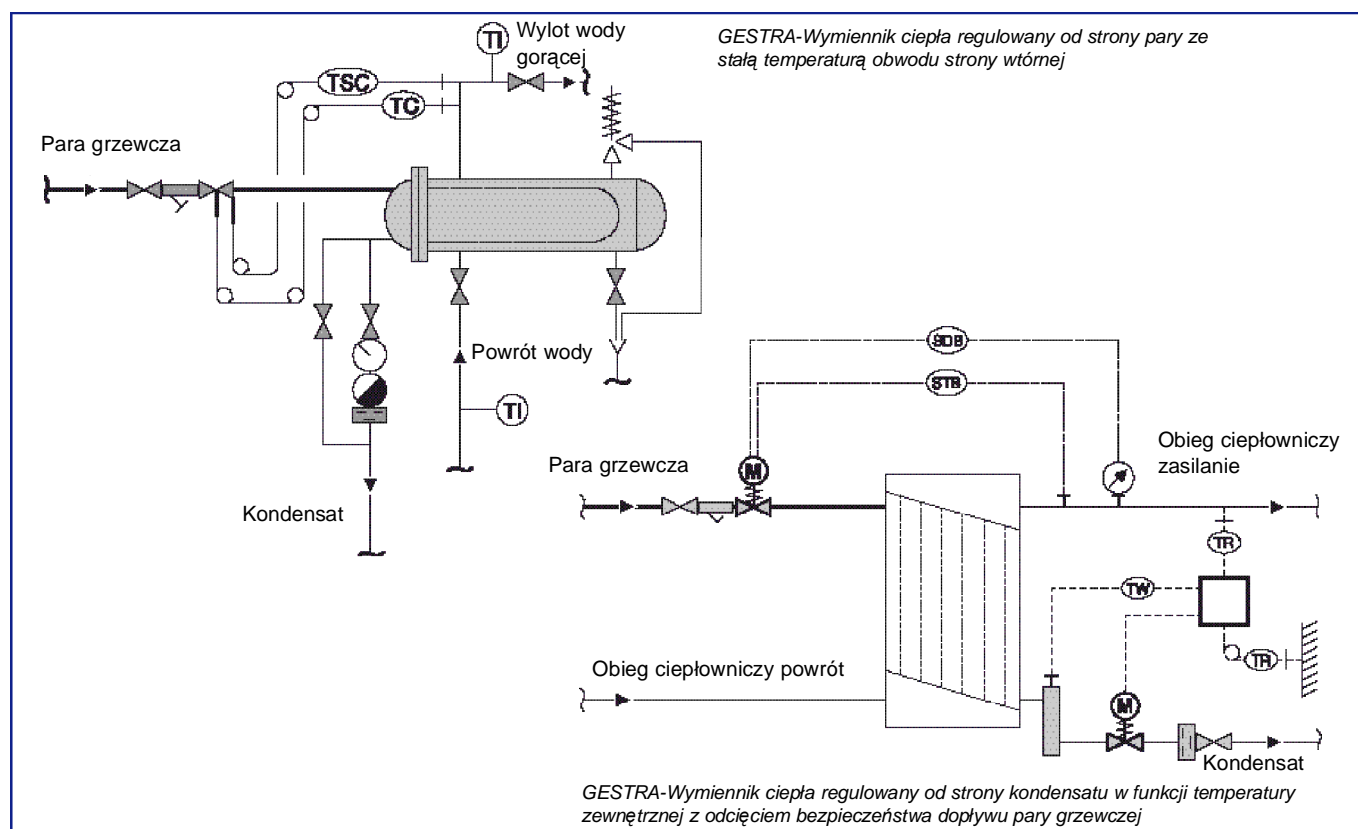 TI
Wylot wody
gorącej
GESTRA-Wymiennik ciepła regulowany od strony pary ze
stałą temperaturą obwodu strony wtórnej
TSC
TC
Para grzewcza
Powrót wody
TI
Kondensat
SDB
STB
Para grzewcza
M
Obieg ciepłowniczy
zasilanie
TR
TW
TR
Obieg ciepłowniczy powrót
M
Kondensat
GESTRA-Wymiennik ciepła regulowany od strony kondensatu w funkcji temperatury
zewnętrznej z odcięciem bezpieczeństwa dopływu pary grzewczej